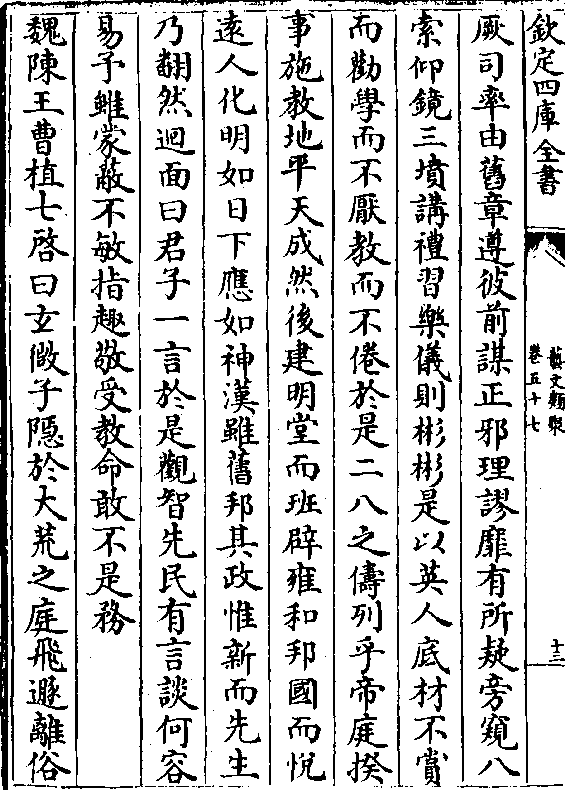 欽定四庫全書
藝文類聚
卷五十七
十三
厥司率由舊章遵彼前謀正邪理謬靡有所疑旁窺八
索仰鏡三墳講禮習樂儀則彬彬是以英人底材不賞
而勸學而不厭教而不倦於是二八之儔列乎帝庭揆
事施教地平天成然後建明堂而班辟雍和邦國而悅
遠人化明如日下應如神漢雖舊邦其政惟新而先生
乃翻然迴面曰君子一言於是觀智先民有言談何容
易予雖蒙蔽不敏指趣敬受教命敢不是務
魏陳王曹植七啓曰玄微子隱於大荒之庭飛遯離俗